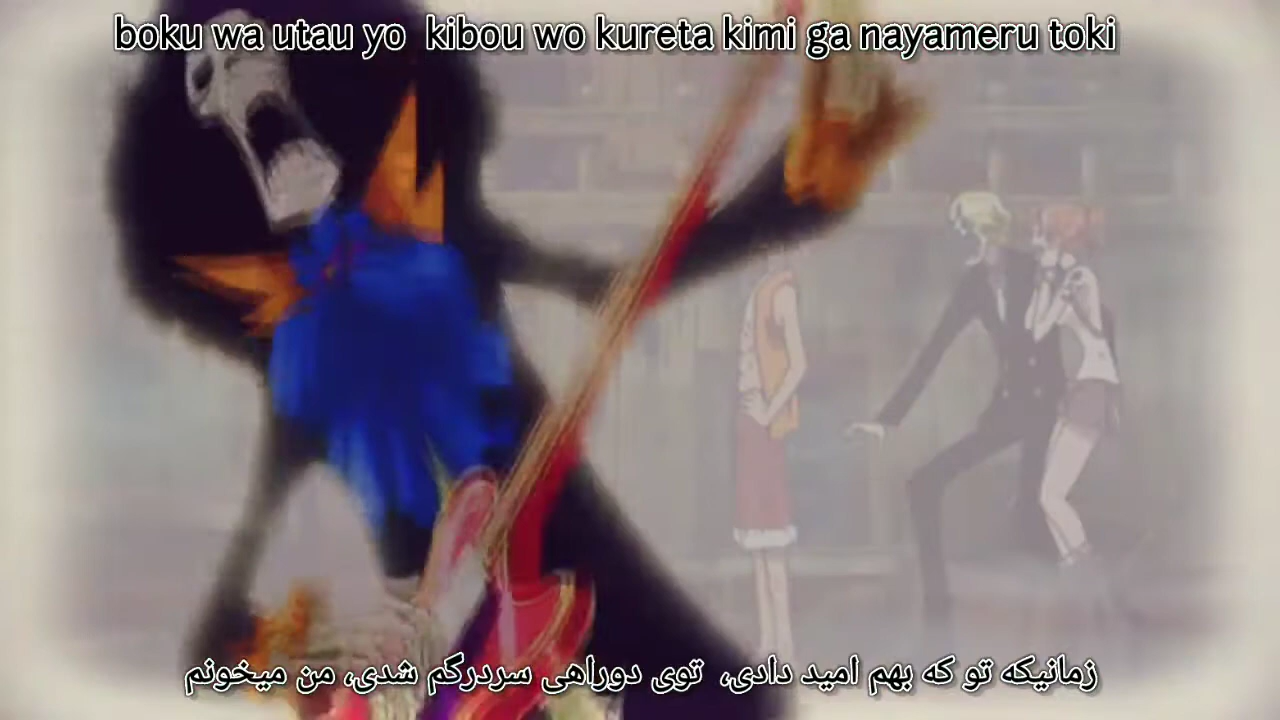 boku wa utau yo kibou wo kureta kimi ga nayameru toki
زمانیکه تو که بهم امید دادی، توی دوراهی سردرگم شدی، من میخونم